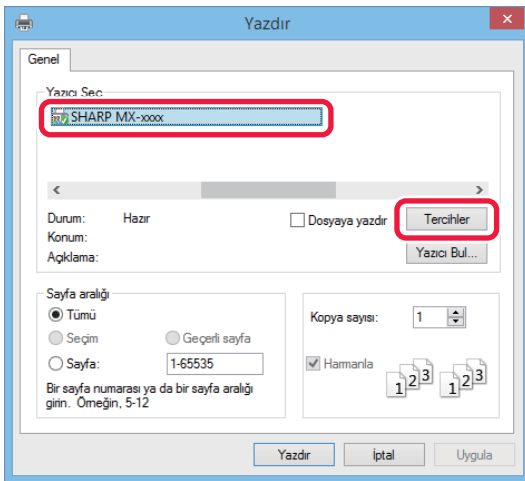 Yazdır
Genel
Yazıcı Seç
SHARP MX-xxxx
Durum: Hazır
Dosyaya yazdır
Tercihler
Konum:
Açıklama:
Yazıcı Bul...
Sayfa aralığı
Tümü
Seçim
Geçerli sayfa
Sayfa:
1-65535
Bir sayfa numarası ya da bir sayfa aralığı
girin. Örneğin, 5-12
Kopya sayısı: 1
Harmanla
1 2 3 1 2 3
Yazdır
İptal
Uygula